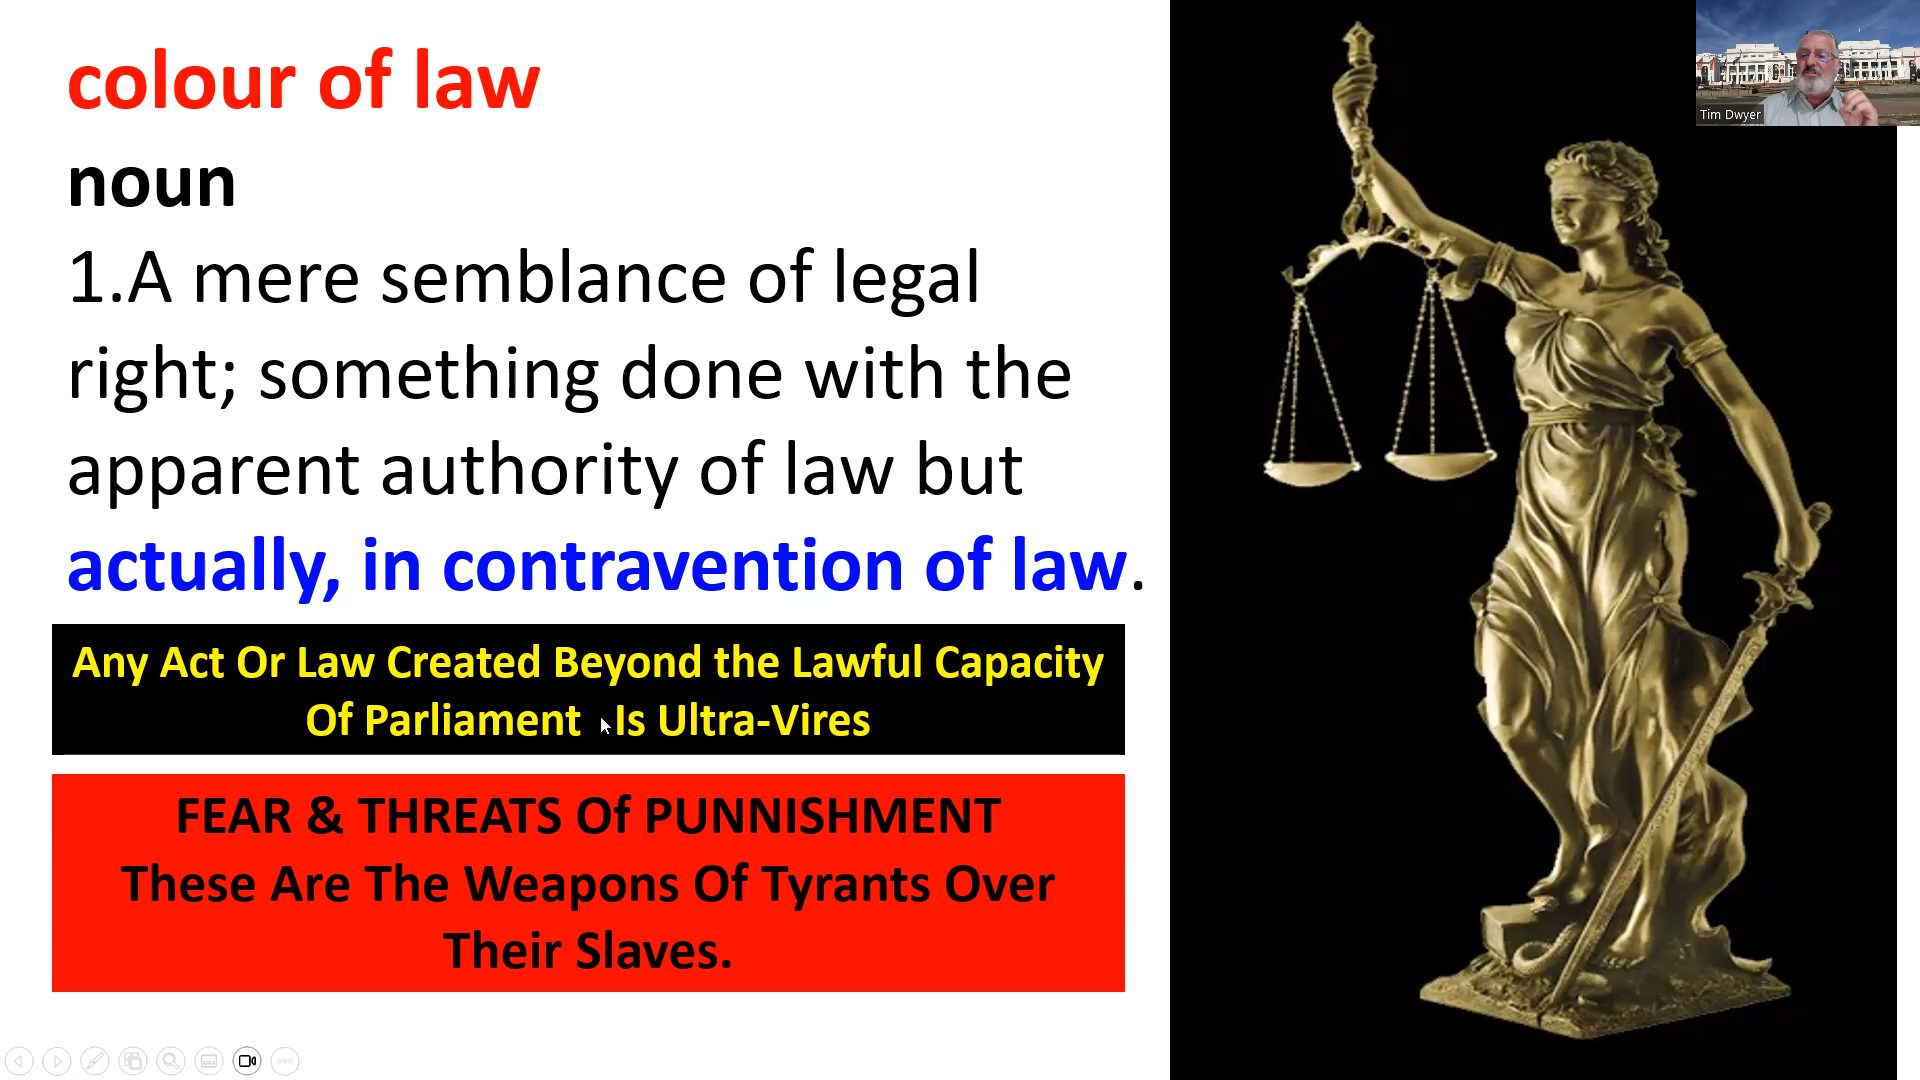 colour of law
noun
1.A mere semblance of legal
right; something done with the
apparent authority of law but
actually, in contravention of law.
Any Act Or Law Created Beyond the Lawful Capacity
Of Parliament Is Ultra-Vires
FEAR & THREATS Of PUNNISHMENT
These Are The Weapons Of Tyrants Over
Their Slaves.
Tim Dwyer